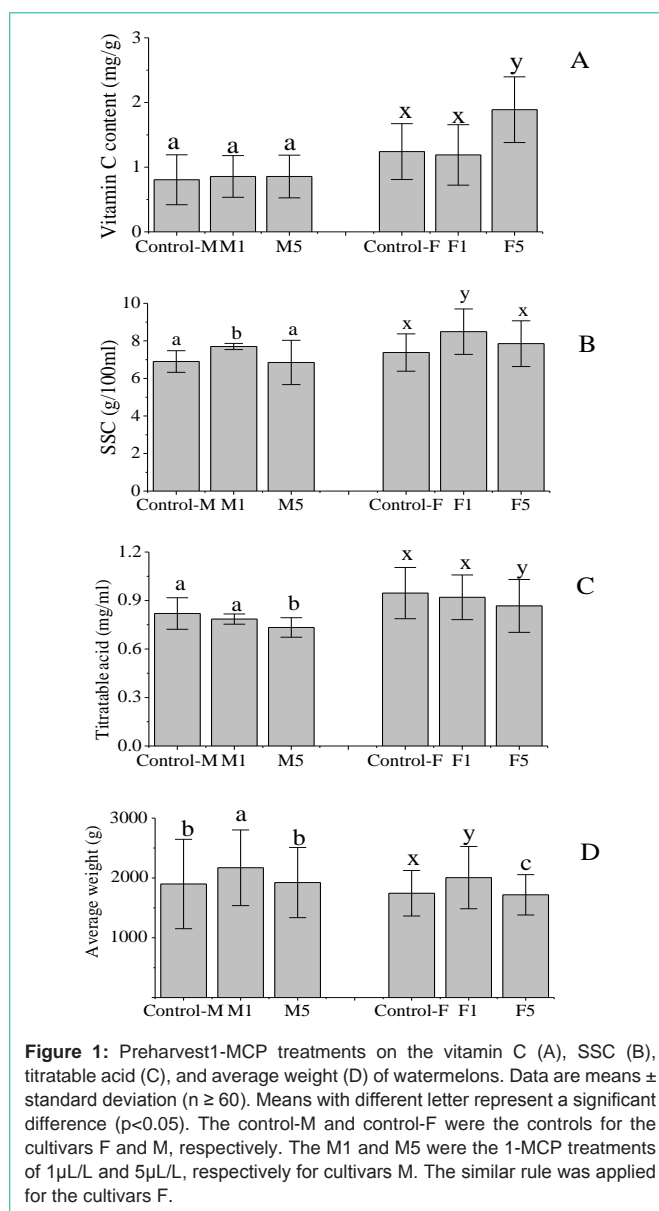 3
A
y
x
x
a
a
a
2
1
0
Vitamin C content (mg/g)
Control-M M1 M5 Control-F F1 F5
10
8
6
4
2
0
SSC (g/100ml)
a b a x y x
B
Control-M M1 M5 Control-F F1 F5
1.2
0.9
0.6
0.3
0.0
Titratable acid (mg/ml)
a a b x x y
C
Control-M M1 M5 Control-F F1 F5
3000
2000
1000
Average weight (g)
b a b x y c
D
Control-M M1 M5 Control-F F1 F5
Figure 1: Preharvest1-MCP treatments on the vitamin C (A), SSC (B),
titratable acid (C), and average weight (D) of watermelons. Data are means ±
standard deviation (n ≥ 60). Means with different letter represent a significant
difference (p<0.05). The control-M and control-F were the controls for the
cultivars F and M, respectively. The M1 and M5 were the 1-MCP treatments
of 1µL/L and 5µL/L, respectively for cultivars M. The similar rule was applied
for the cultivars F.